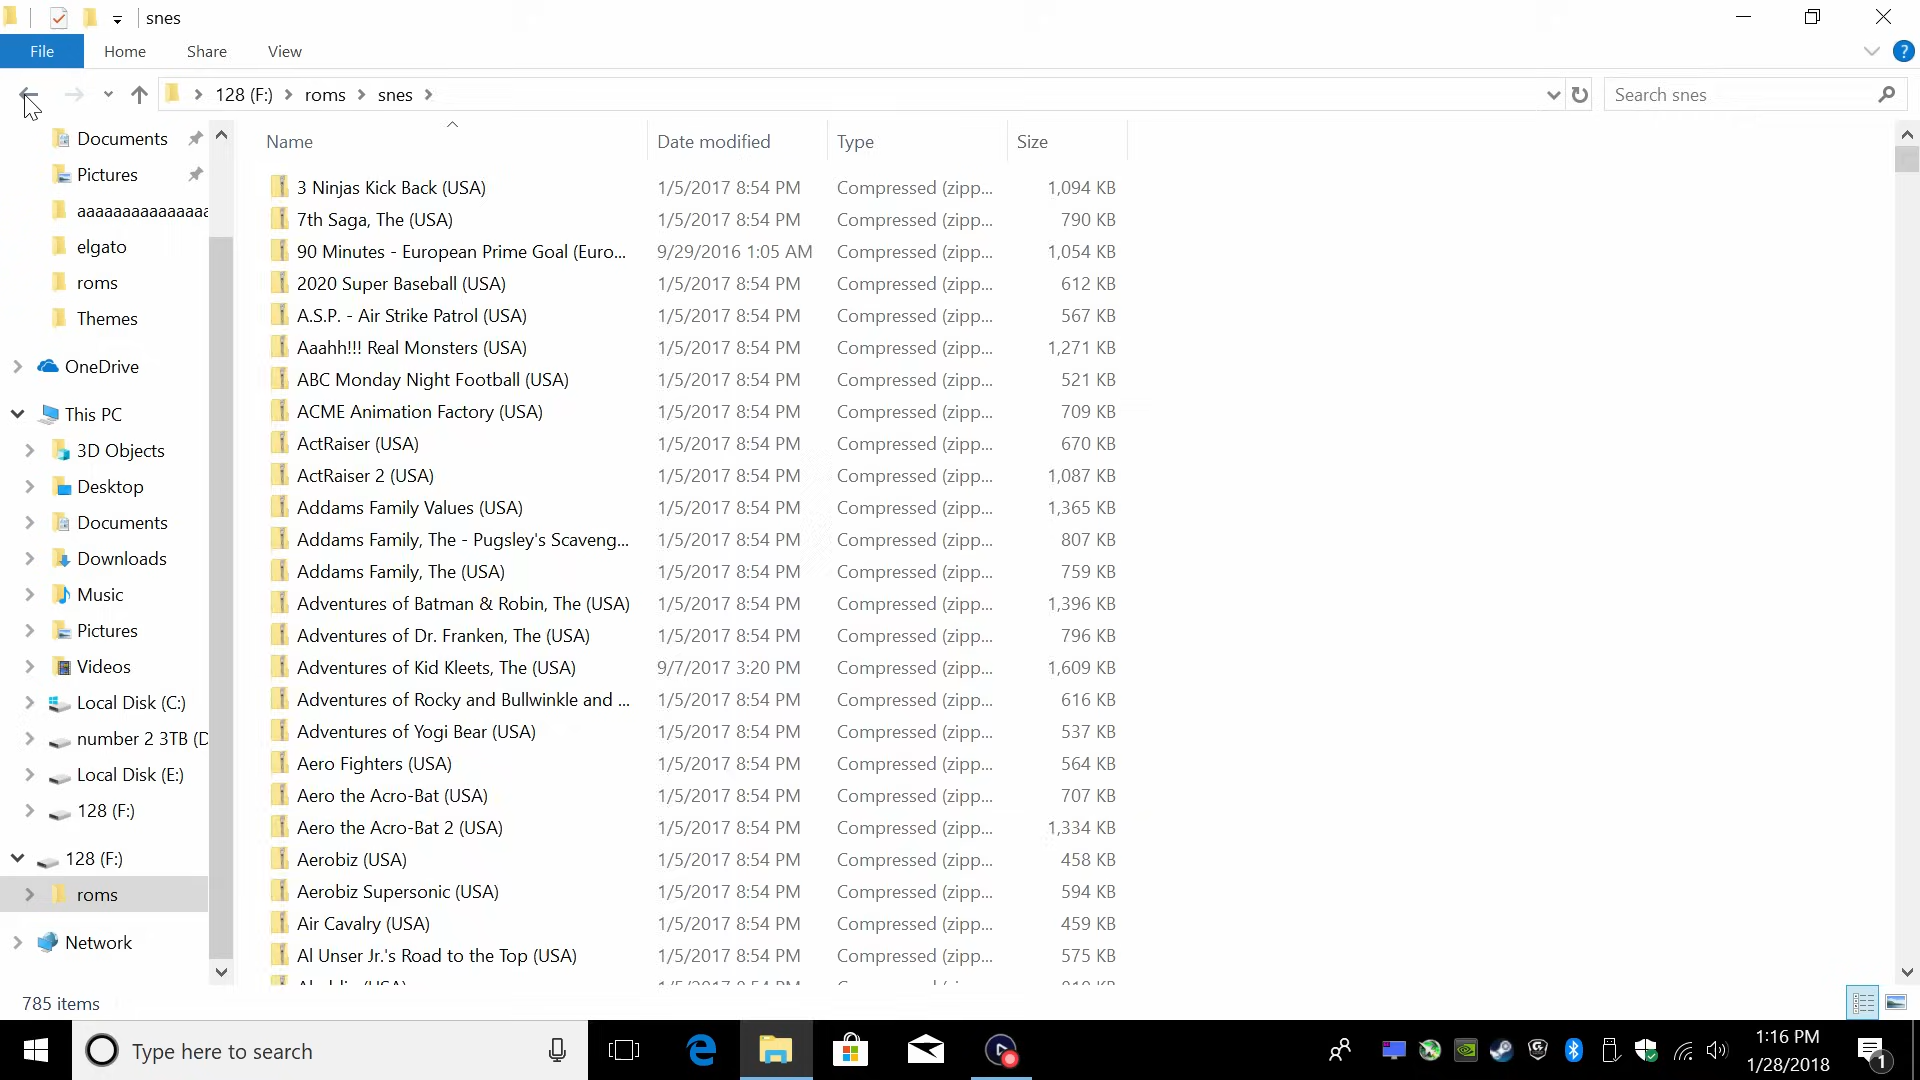 snes
File Home Share View
128 (F:) roms snes
Search snes
Documents
Pictures
aaaaaaaaaaaaaaa
elgato
roms
Themes
OneDrive
This PC
3D Objects
Desktop
Documents
Downloads
Music
Pictures
Videos
Local Disk (C:)
number 2 3TB (D
Local Disk (E:)
128 (F:)
128 (F:)
roms
Network
Name Date modified Type Size
3 Ninjas Kick Back (USA) 1/5/2017 8:54 PM Compressed (zipp... 1,094 KB
7th Saga, The (USA) 1/5/2017 8:54 PM Compressed (zipp... 790 KB
90 Minutes - European Prime Goal (Euro... 9/29/2016 1:05 AM Compressed (zipp... 1,054 KB
2020 Super Baseball (USA) 1/5/2017 8:54 PM Compressed (zipp... 612 KB
A.S.P. - Air Strike Patrol (USA) 1/5/2017 8:54 PM Compressed (zipp... 567 KB
Aaahh!!! Real Monsters (USA) 1/5/2017 8:54 PM Compressed (zipp... 1,271 KB
ABC Monday Night Football (USA) 1/5/2017 8:54 PM Compressed (zipp... 521 KB
ACME Animation Factory (USA) 1/5/2017 8:54 PM Compressed (zipp... 709 KB
ActRaiser (USA) 1/5/2017 8:54 PM Compressed (zipp... 670 KB
ActRaiser 2 (USA) 1/5/2017 8:54 PM Compressed (zipp... 1,087 KB
Addams Family Values (USA) 1/5/2017 8:54 PM Compressed (zipp... 1,365 KB
Addams Family, The - Pugsley's Scaveng... 1/5/2017 8:54 PM Compressed (zipp... 807 KB
Addams Family, The (USA) 1/5/2017 8:54 PM Compressed (zipp... 759 KB
Adventures of Batman & Robin, The (USA) 1/5/2017 8:54 PM Compressed (zipp... 1,396 KB
Adventures of Dr. Franken, The (USA) 1/5/2017 8:54 PM Compressed (zipp... 796 KB
Adventures of Kid Kleets, The (USA) 9/7/2017 3:20 PM Compressed (zipp... 1,609 KB
Adventures of Rocky and Bullwinkle and ... 1/5/2017 8:54 PM Compressed (zipp... 616 KB
Adventures of Yogi Bear (USA) 1/5/2017 8:54 PM Compressed (zipp... 537 KB
Aero Fighters (USA) 1/5/2017 8:54 PM Compressed (zipp... 564 KB
Aero the Acro-Bat (USA) 1/5/2017 8:54 PM Compressed (zipp... 707 KB
Aero the Acro-Bat 2 (USA) 1/5/2017 8:54 PM Compressed (zipp... 1,334 KB
Aerobiz (USA) 1/5/2017 8:54 PM Compressed (zipp... 458 KB
Aerobiz Supersonic (USA) 1/5/2017 8:54 PM Compressed (zipp... 594 KB
Air Cavalry (USA) 1/5/2017 8:54 PM Compressed (zipp... 459 KB
Al Unser Jr.'s Road to the Top (USA) 1/5/2017 8:54 PM Compressed (zipp... 575 KB
785 items
Type here to search
1:16 PM
1/28/2018
1